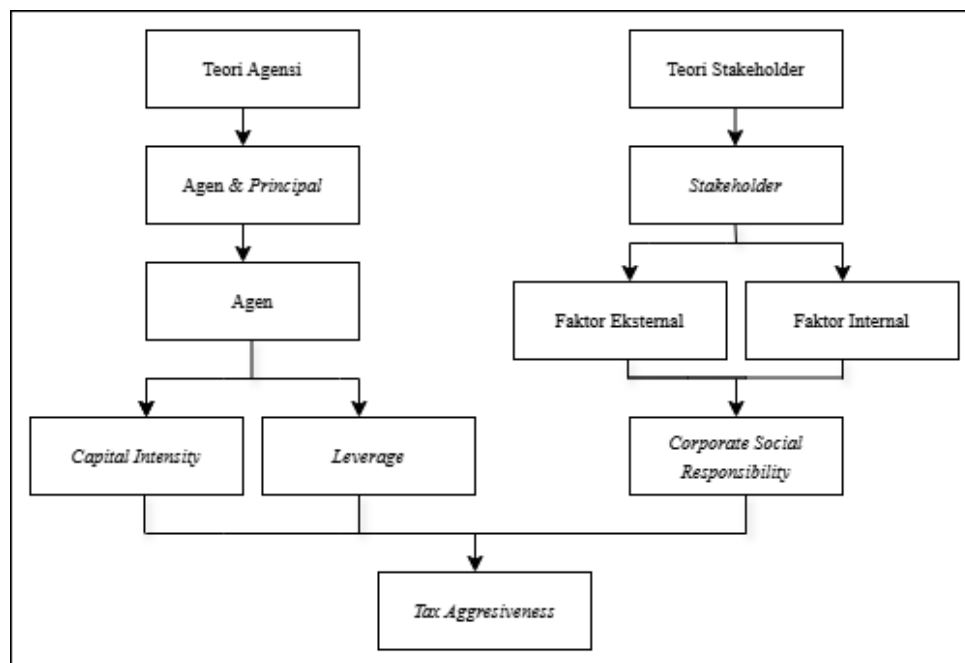 Teori Agensi
Teori Stakeholder
Agen & Principal
Stakeholder
Agen
Faktor Eksternal
Faktor Internal
Capital Intensity
Leverage
Corporate Social
Responsibility
Tax Aggresiveness